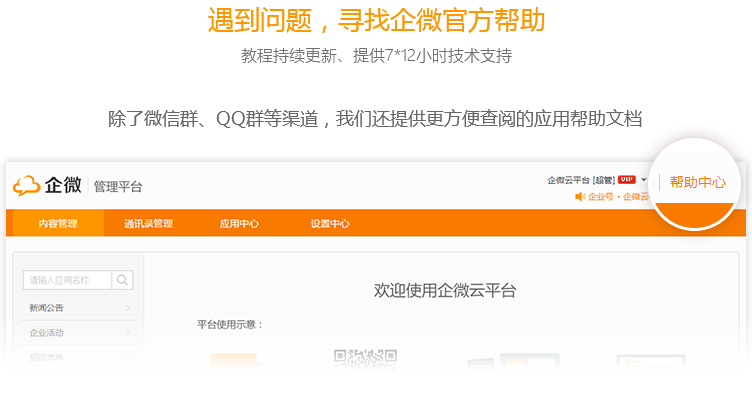 遇到问题，寻找企微官方帮助
教程持续更新、提供7*12小时技术支持
除了微信群、QQ群等渠道，我们还提供更方便查阅的应用帮助文档
企微 管理平台
企微云平台 [超管] VIP
帮助中心
企业号・企微云
内容管理 通讯录管理 应用中心 设置中心
请输入应用名称
欢迎使用企微云平台
新闻公告
平台使用示意：
企业活动